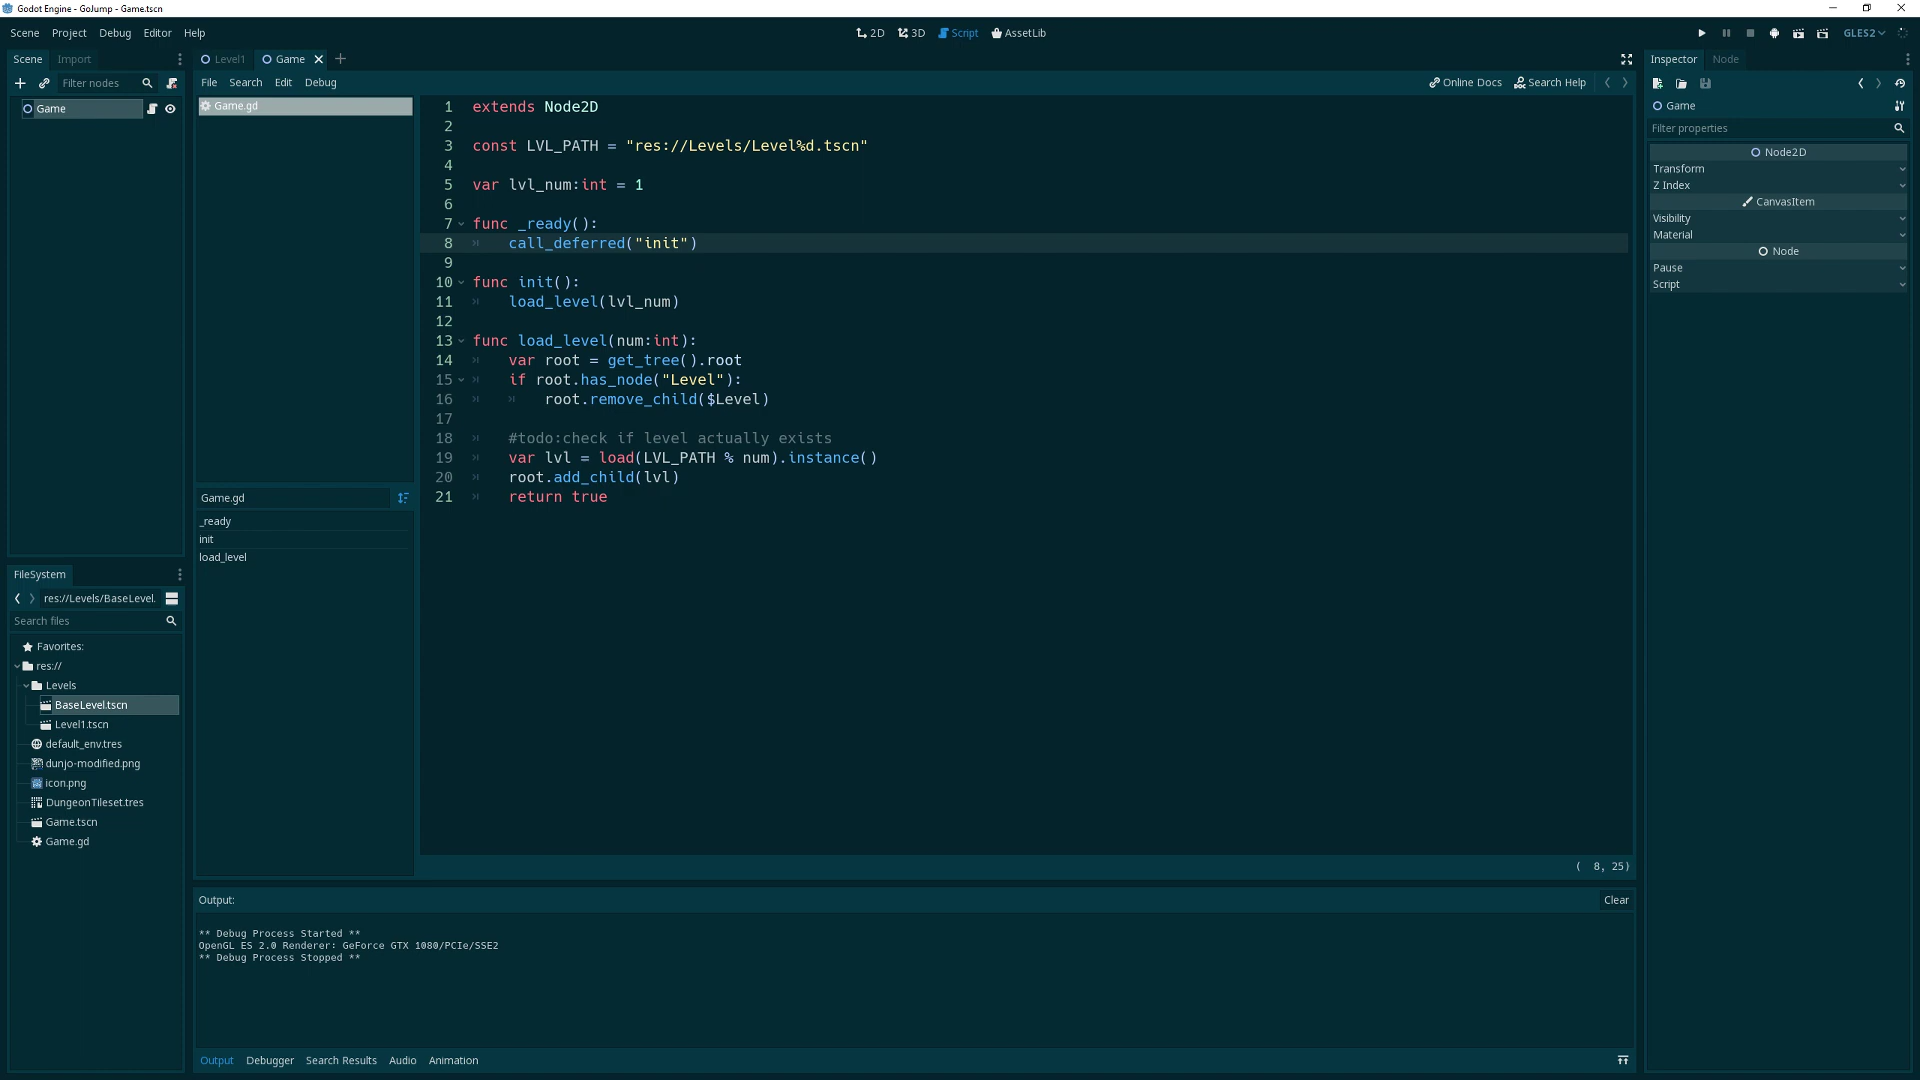 Godot Engine - GoJump - Game.tscn
Scene Project Debug Editor Help
2D 3D Script AssetLib
GLES2
Scene Import
Filter nodes
Game
Level1 Game
File Search Edit Debug
Online Docs Search Help
Game.gd
1 extends Node2D
2
3 const LVL_PATH = "res://Levels/Level%d.tscn"
4
5 var lvl_num:int = 1
6
7 func _ready():
8 call_deferred("init")
9
10 func init():
11 load_level(lvl_num)
12
13 func load_level(num:int):
14 var root = get_tree().root
15 if root.has_node("Level"):
16 root.remove_child($Level)
17
18 #todo:check if level actually exists
19 var lvl = load(LVL_PATH % num).instance()
20 root.add_child(lvl)
21 return true
( 8, 25)
Game.gd
_ready
init
load_level
FileSystem
res://Levels/BaseLevel.
Search files
Favorites:
res://
Levels
BaseLevel.tscn
Level1.tscn
default_env.tres
dunjo-modified.png
icon.png
DungeonTileset.tres
Game.tscn
Game.gd
Output:
Clear
** Debug Process Started **
OpenGL ES 2.0 Renderer: GeForce GTX 1080/PCIe/SSE2
** Debug Process Stopped **
Output Debugger Search Results Audio Animation
Inspector Node
Game
Filter properties
Node2D
Transform
Z Index
CanvasItem
Visibility
Material
Node
Pause
Script